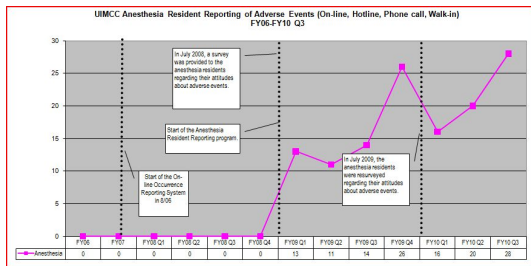 UIMCC Anesthesia Resident Reporting of Adverse Events (On-line, Hotline, Phone call, Walk-in)
FY06-FY10 Q3
30
25
20
15
10
5
0
In July 2008, a survey
was provided to the
anesthesia residents
regarding their attitudes
about adverse events.
Start of the Anesthesia
Resident Reporting program.
Start of the On-
line Occurrence
Reporting System
in 8/06
In July 2009, the
anesthesia residents
were resurveyed
regarding their attitudes
about adverse events.
FY06 FY07 FY08 Q1 FY08 Q2 FY08 Q3 FY08 Q4 FY09 Q1 FY09 Q2 FY09 Q3 FY09 Q4 FY10 Q1 FY10 Q2 FY10 Q3
Anesthesia 0 0 0 0 0 0 13 11 14 26 16 20 28